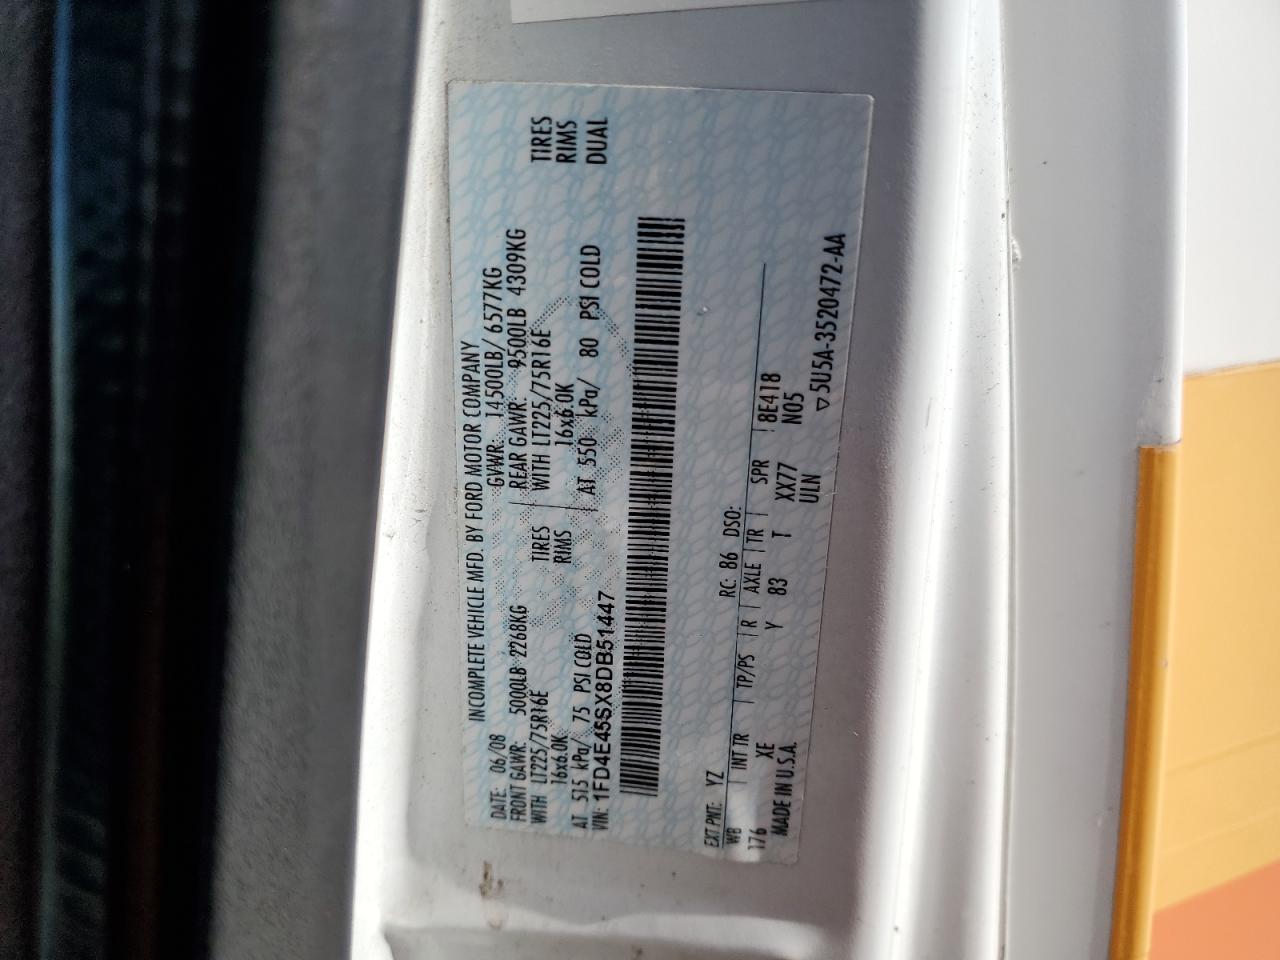 INCOMPLETE VEHICLE MFD. BY FORD MOTOR COMPANY
DATE: 06/08 GVWR: 14500LB/ 6577KG
FRONT GAWR: 5000LB 2268KG REAR GAWR: 9500LB 4309KG
WITH LT225/75R16E TIRES WITH LT225/75R16E TIRES
16x6.0K RIMS 16x6.0K RIMS
AT 515 kPa/ 75 PSI COLD AT 550 kPa/ 80 PSI COLD DUAL
VIN: 1FD4E45SX8DB51447
EXT PNT: YZ RC: 86 DSO:
WB INT TR TP/PS R AXLE TR SPR 8E418
176 XE Y 83 T XX77 N05
MADE IN U.S.A. ULN
▽5U5A-3520472-AA